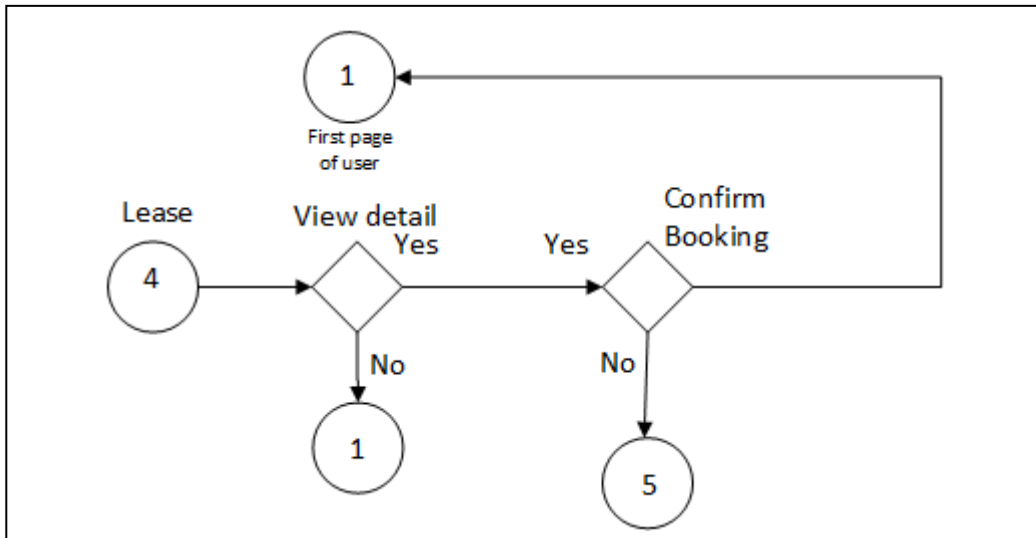 1
First page
of user
Lease
View detail
Confirm
Booking
Yes
Yes
4
No
No
1
5